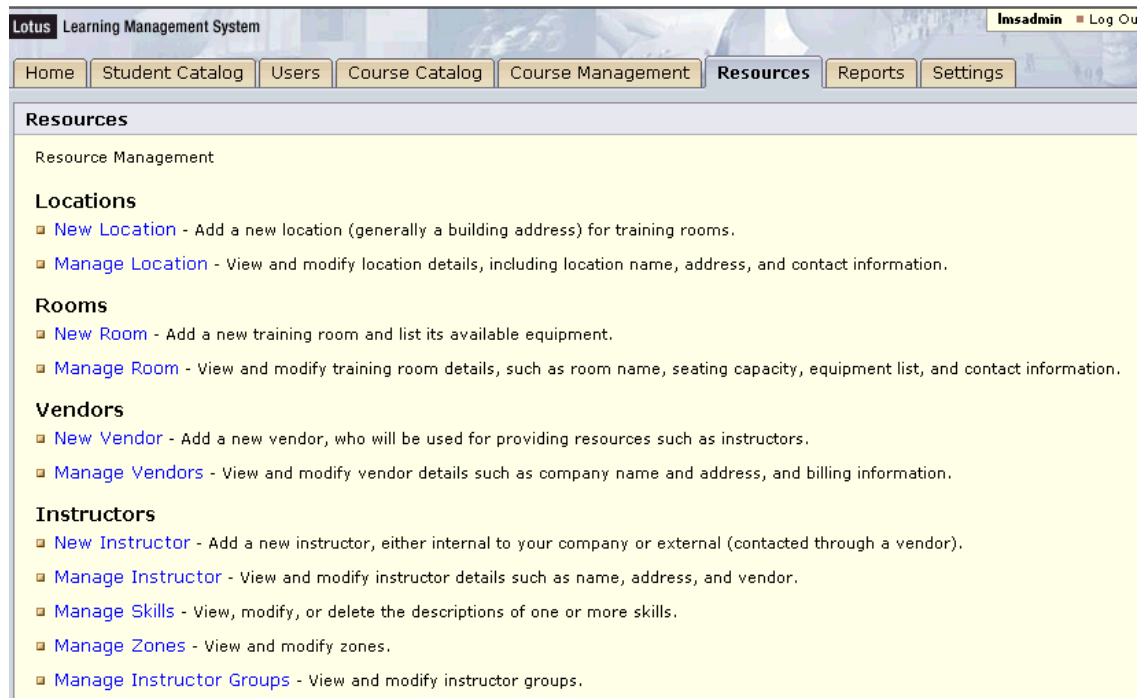 Lotus Learning Management System
lmsadmin Log Ou
Home Student Catalog Users Course Catalog Course Management Resources Reports Settings
Resources
Resource Management
Locations
New Location - Add a new location (generally a building address) for training rooms.
Manage Location - View and modify location details, including location name, address, and contact information.
Rooms
New Room - Add a new training room and list its available equipment.
Manage Room - View and modify training room details, such as room name, seating capacity, equipment list, and contact information.
Vendors
New Vendor - Add a new vendor, who will be used for providing resources such as instructors.
Manage Vendors - View and modify vendor details such as company name and address, and billing information.
Instructors
New Instructor - Add a new instructor, either internal to your company or external (contacted through a vendor).
Manage Instructor - View and modify instructor details such as name, address, and vendor.
Manage Skills - View, modify, or delete the descriptions of one or more skills.
Manage Zones - View and modify zones.
Manage Instructor Groups - View and modify instructor groups.